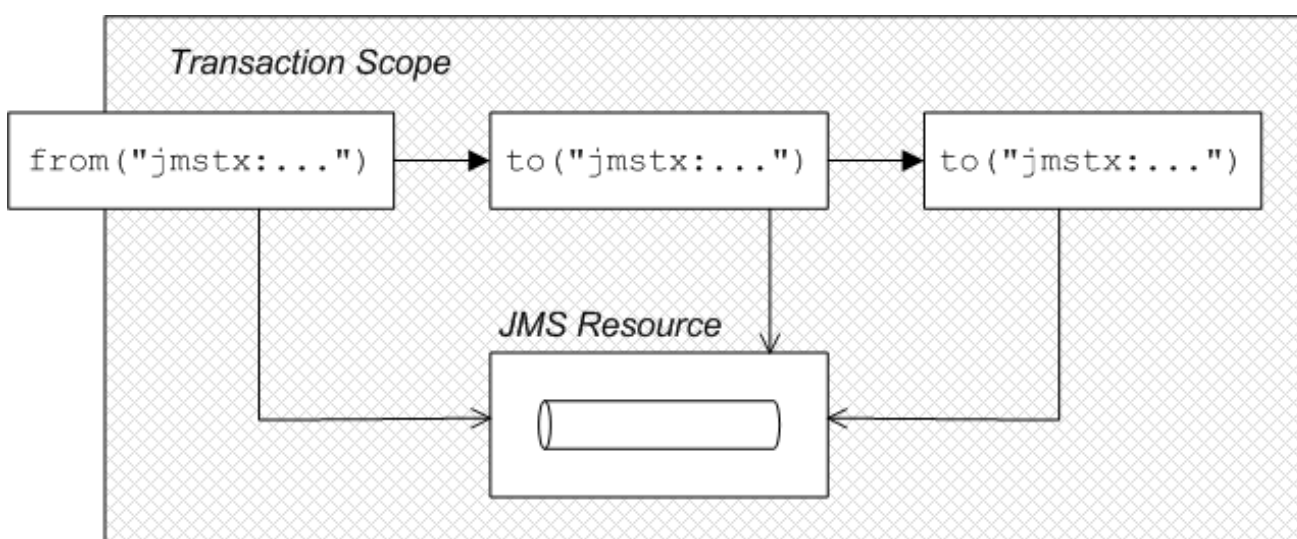 Transaction Scope
from("jmstx:...")
to("jmstx:...")
to("jmstx:...")
JMS Resource